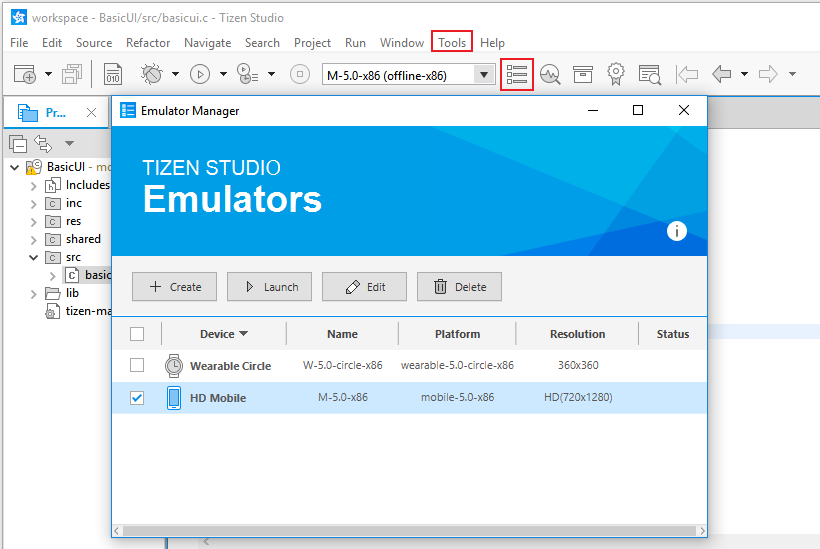 workspace - BasicUI/src/basicui.c - Tizen Studio
File Edit Source Refactor Navigate Search Project Run Window Tools Help
010
M-5.0-x86 (offline-x86)
Pr...
Emulator Manager
TIZEN STUDIO
Emulators
i
BasicUI - mo
Includes
inc
res
shared
src
basic
lib
tizen-ma
Create Launch Edit Delete
Device Name Platform Resolution Status
Wearable Circle W-5.0-circle-x86 wearable-5.0-circle-x86 360x360
HD Mobile M-5.0-x86 mobile-5.0-x86 HD(720x1280)